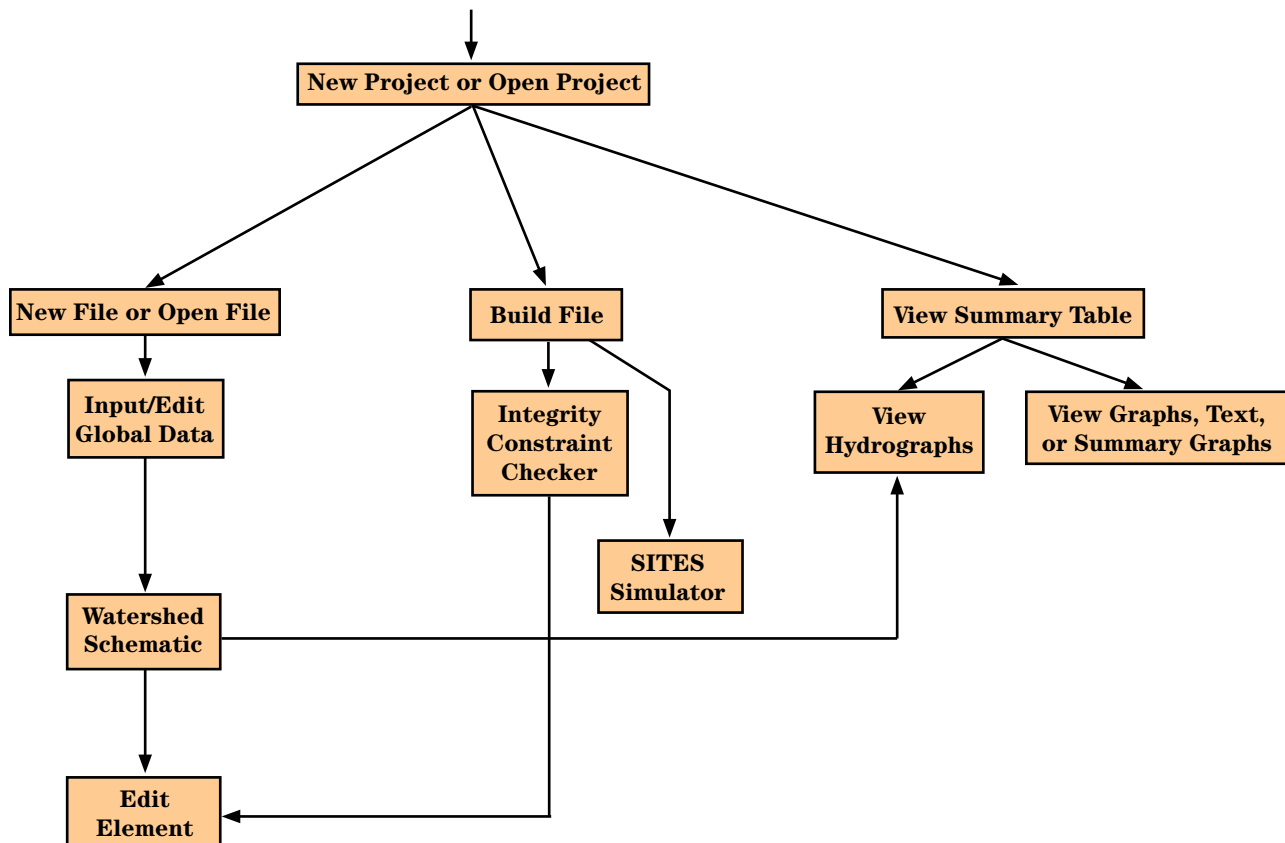 New Project or Open Project
New File or Open File
Build File
View Summary Table
Input/Edit
Global Data
Integrity
Constraint
Checker
View
Hydrographs
View Graphs, Text,
or Summary Graphs
SITES
Simulator
Watershed
Schematic
Edit
Element